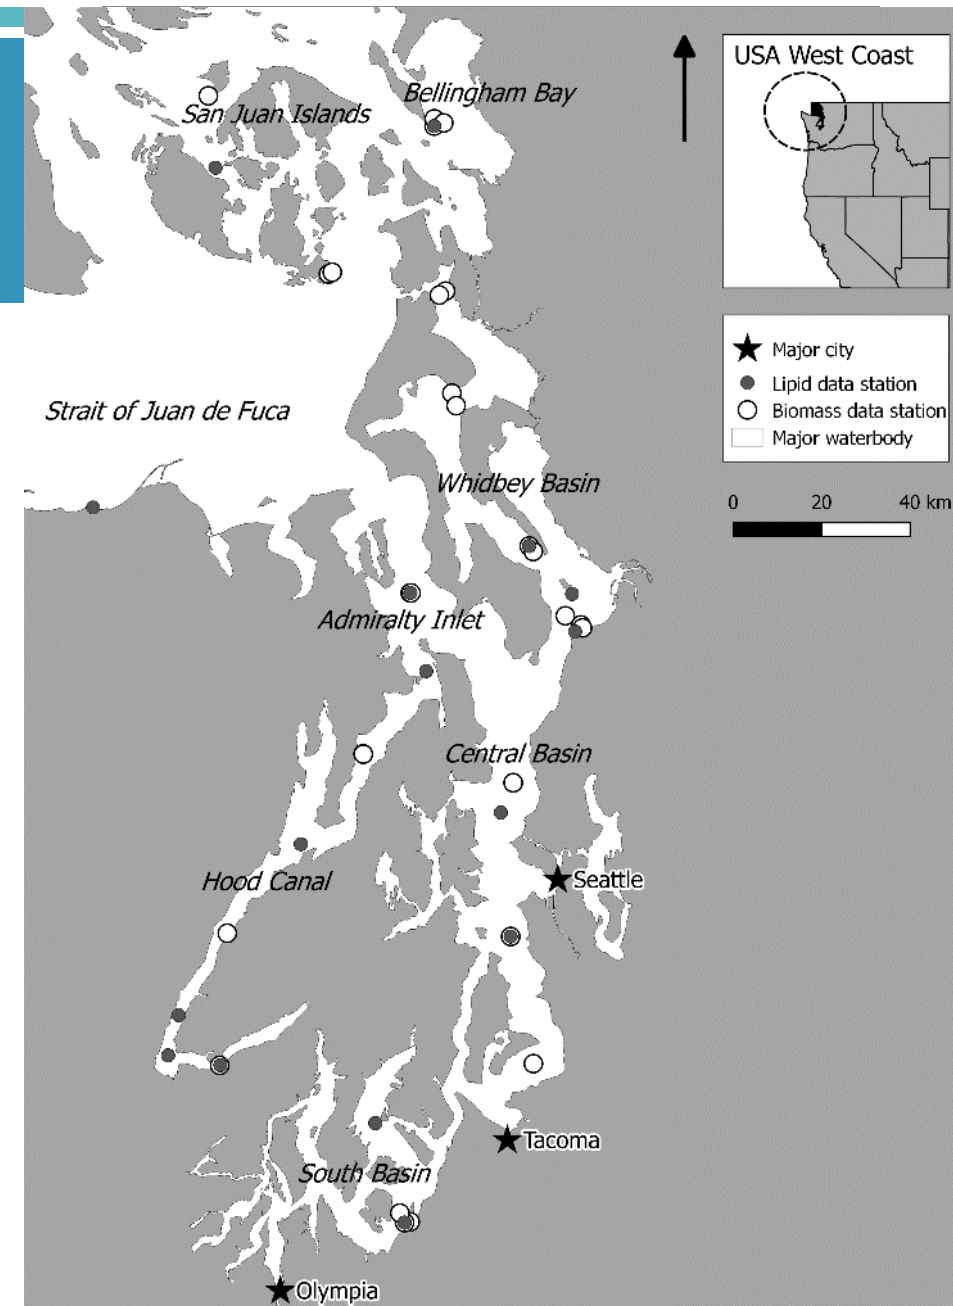 USA West Coast
Bellingham Bay
San Juan Islands
Major city
Lipid data station
Biomass data station
Major waterbody
Strait of Juan de Fuca
Whidbey Basin
0 20 40 km
Admiralty Inlet
Central Basin
Hood Canal
Seattle
Tacoma
South Basin
Olympia